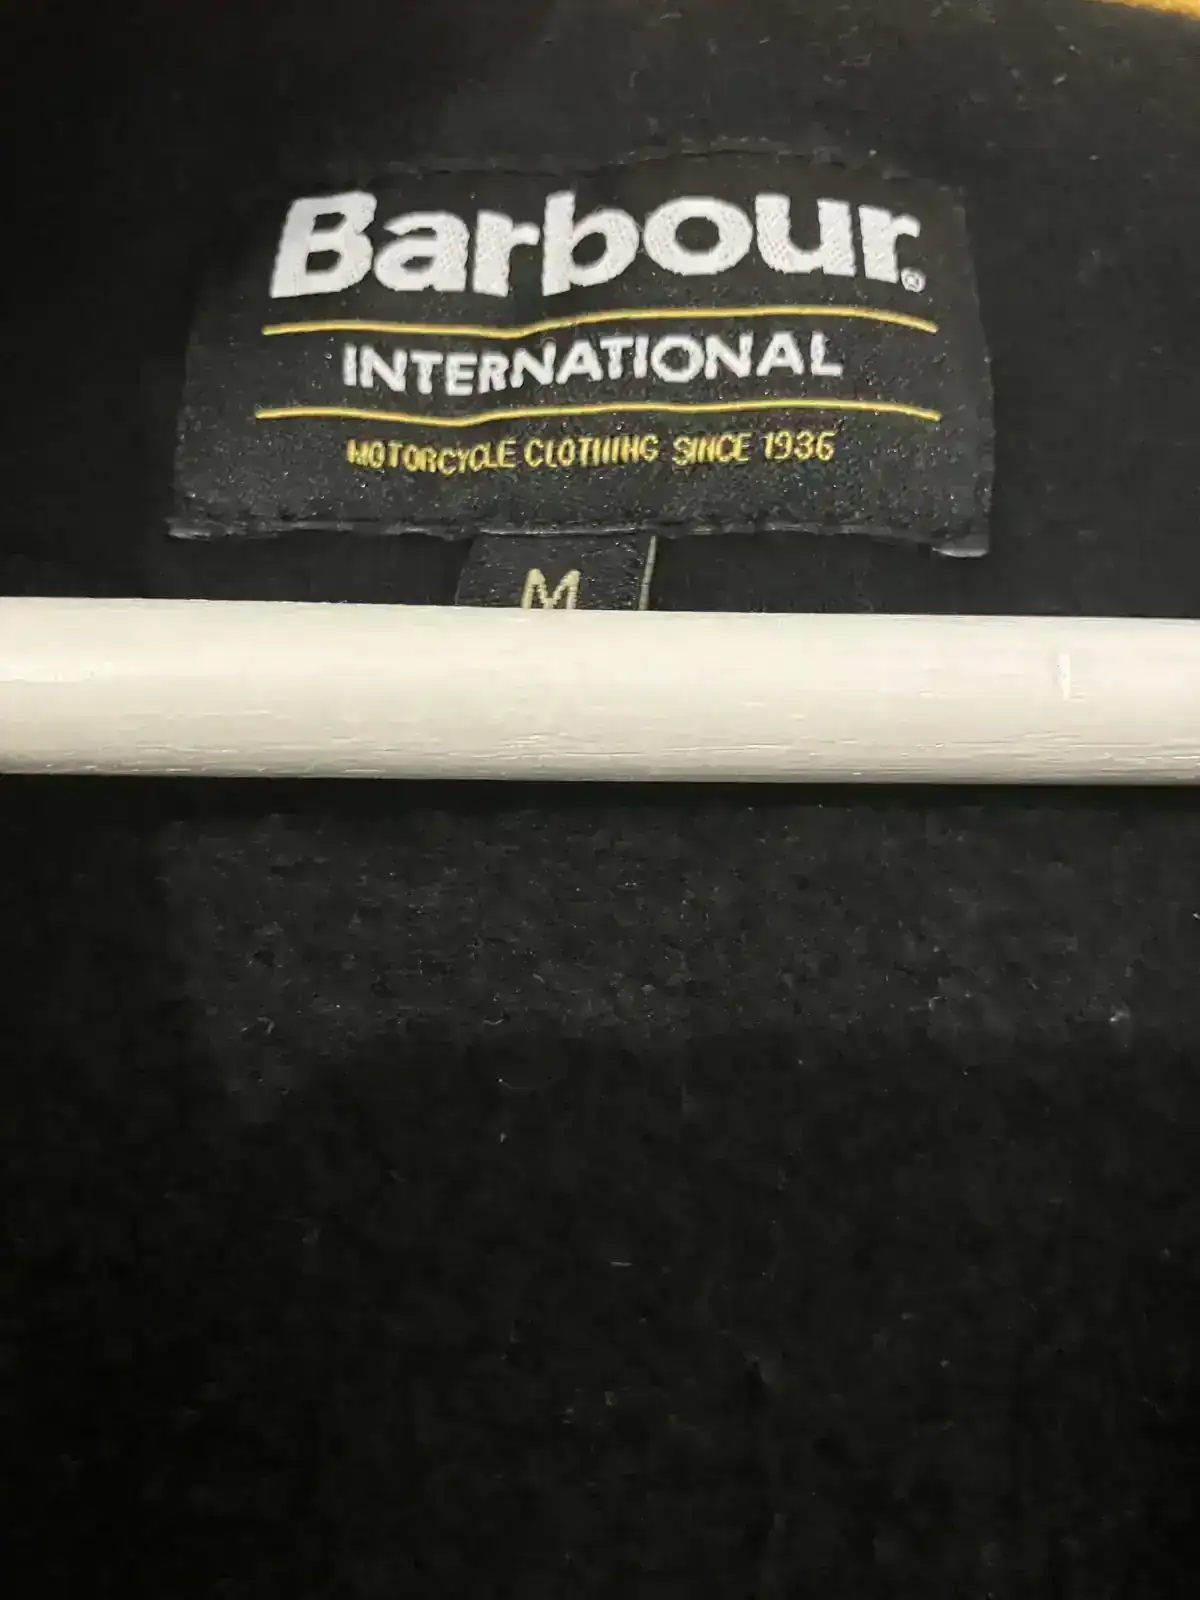 Barbour®
INTERNATIONAL
MOTORCYCLE CLOTHING SINCE 1936
M